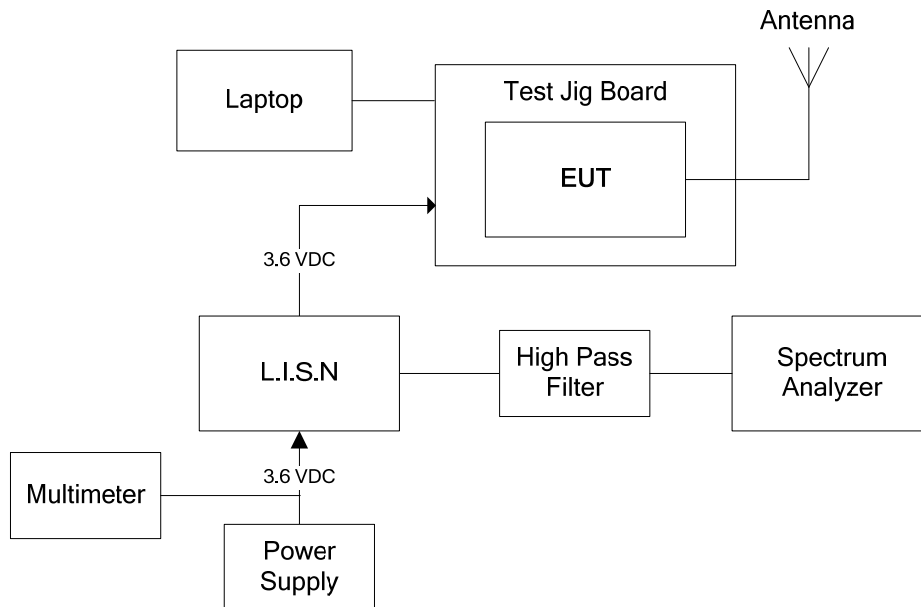 Antenna
Laptop
Test Jig Board
EUT
3.6 VDC
L.I.S.N
High Pass
Filter
Spectrum
Analyzer
3.6 VDC
Multimeter
Power
Supply